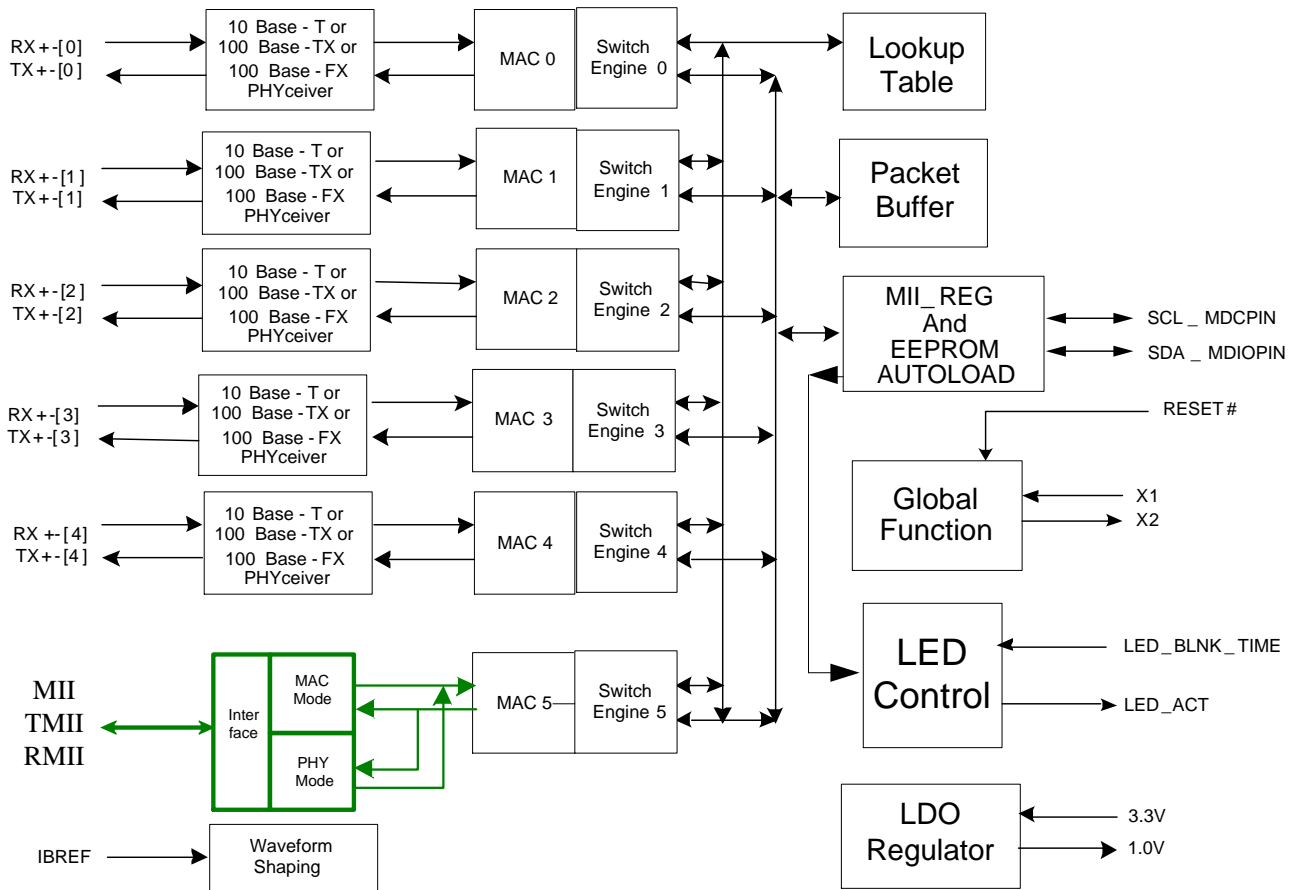 RX+-[0]
TX+-[0]
10 Base - T or
100 Base -TX or
100 Base - FX
PHYceiver
MAC 0
Switch
Engine 0
Lookup
Table
RX+-[1]
TX+-[1]
10 Base - T or
100 Base -TX or
100 Base - FX
PHYceiver
MAC 1
Switch
Engine 1
Packet
Buffer
RX+-[2]
TX+-[2]
10 Base - T or
100 Base -TX or
100 Base - FX
PHYceiver
MAC 2
Switch
Engine 2
MII_REG
And
EEPROM
AUTOLOAD
SCL _ MDCPIN
SDA _ MDIOPIN
RX+-[3]
TX+-[3]
10 Base - T or
100 Base -TX or
100 Base - FX
PHYceiver
MAC 3
Switch
Engine 3
RESET#
Global
Function
X1
X2
RX +-[4]
TX+-[4]
10 Base - T or
100 Base -TX or
100 Base - FX
PHYceiver
MAC 4
Switch
Engine 4
LED
Control
LED_BLNK_TIME
LED_ACT
MII
TMII
RMII
Inter
face
MAC
Mode
PHY
Mode
MAC 5
Switch
Engine 5
LDO
Regulator
3.3V
1.0V
IBREF
Waveform
Shaping